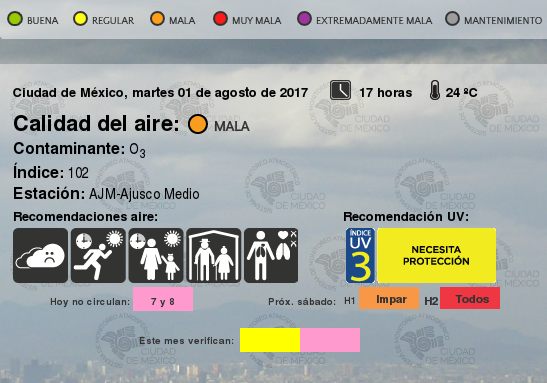 BUENA REGULAR MALA MUY MALA EXTREMADAMENTE MALA MANTENIMIENTO
Ciudad de México, martes 01 de agosto de 2017 17 horas 24 ºC
Calidad del aire: MALA
Contaminante: O3
Índice: 102
Estación: AJM-Ajusco Medio
Recomendaciones aire: Recomendación UV:
ÍNDICE UV 3 NECESITA PROTECCIÓN
Hoy no circulan: 7 y 8 Próx. sábado: H1 Impar H2 Todos
Este mes verifican:
CIUDAD DE MÉXICO